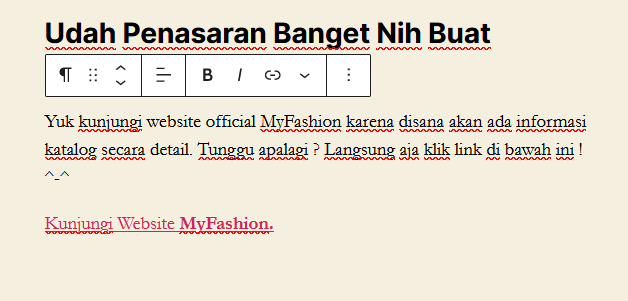 Udah Penasaran Banget Nih Buat
B I
Yuk kunjungi website official MyFashion karena disana akan ada informasi
katalog secara detail. Tunggu apalagi ? Langsung aja klik link di bawah ini !
^-^
Kunjungi Website MyFashion.